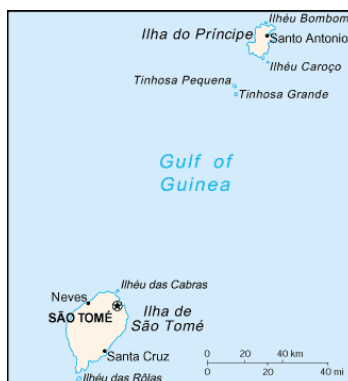 Ilhéu Bombom
Ilha do Príncipe
Santo Antonio
Ilhéu Caroço
Tinhosa Pequena
Tinhosa Grande
Gulf of
Guinea
Ilhéu das Cabras
Neves
SÃO TOMÉ
Ilha de
São Tomé
Santa Cruz
Ilhéu das Rôlas
0 20 40 km
0 20 40 mi